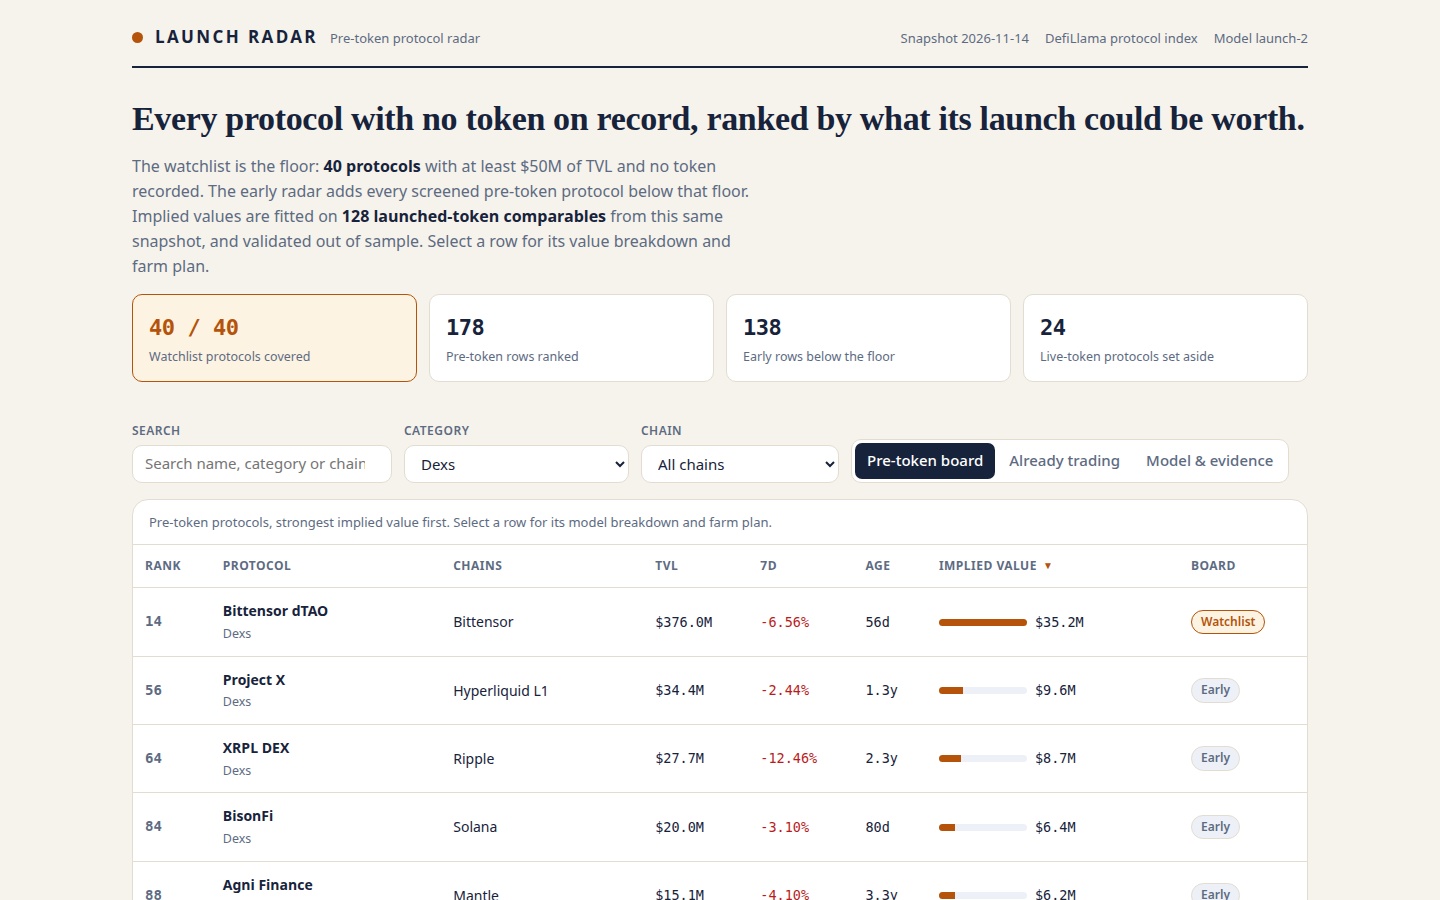 LAUNCH RADAR Pre-token protocol radar Snapshot 2026-11-14 DefiLlama protocol index Model launch-2
Every protocol with no token on record, ranked by what its launch could be worth.
The watchlist is the floor: 40 protocols with at least $50M of TVL and no token
recorded. The early radar adds every screened pre-token protocol below that floor.
Implied values are fitted on 128 launched-token comparables from this same
snapshot, and validated out of sample. Select a row for its value breakdown and
farm plan.
40 / 40 178 138 24
Watchlist protocols covered Pre-token rows ranked Early rows below the floor Live-token protocols set aside
SEARCH CATEGORY CHAIN
Search name, category or chain Dexs All chains Pre-token board Already trading Model & evidence
Pre-token protocols, strongest implied value first. Select a row for its model breakdown and farm plan.
RANK PROTOCOL CHAINS TVL 7D AGE IMPLIED VALUE ▼ BOARD
14 Bittensor dTAO Bittensor $376.0M -6.56% 56d $35.2M Watchlist
Dexs
56 Project X Hyperliquid L1 $34.4M -2.44% 1.3y $9.6M Early
Dexs
64 XRPL DEX Ripple $27.7M -12.46% 2.3y $8.7M Early
Dexs
84 BisonFi Solana $20.0M -3.10% 80d $6.4M Early
Dexs
88 Agni Finance Mantle $15.1M -4.10% 3.3y $6.2M Early